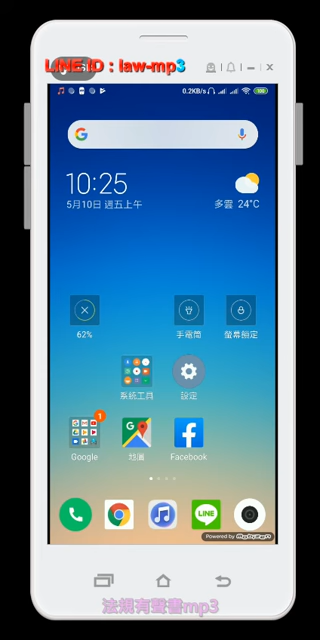 LINE ID：law-mp3
0.2KB/s
100
G
10:25
5月10日 週五上午
多雲 24°C
62%
手電筒
螢幕鎖定
系統工具
設定
1
Google
地圖
Facebook
LINE
Powered by Mobizen
法規有聲書mp3